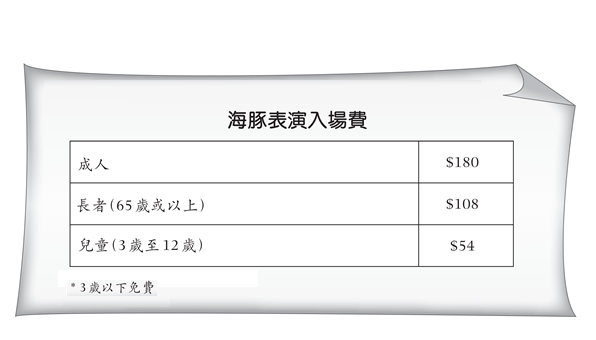 海豚表演入場費
成人 $180
長者(65歲或以上) $108
兒童(3歲至12歲) $54
*3歲以下免費